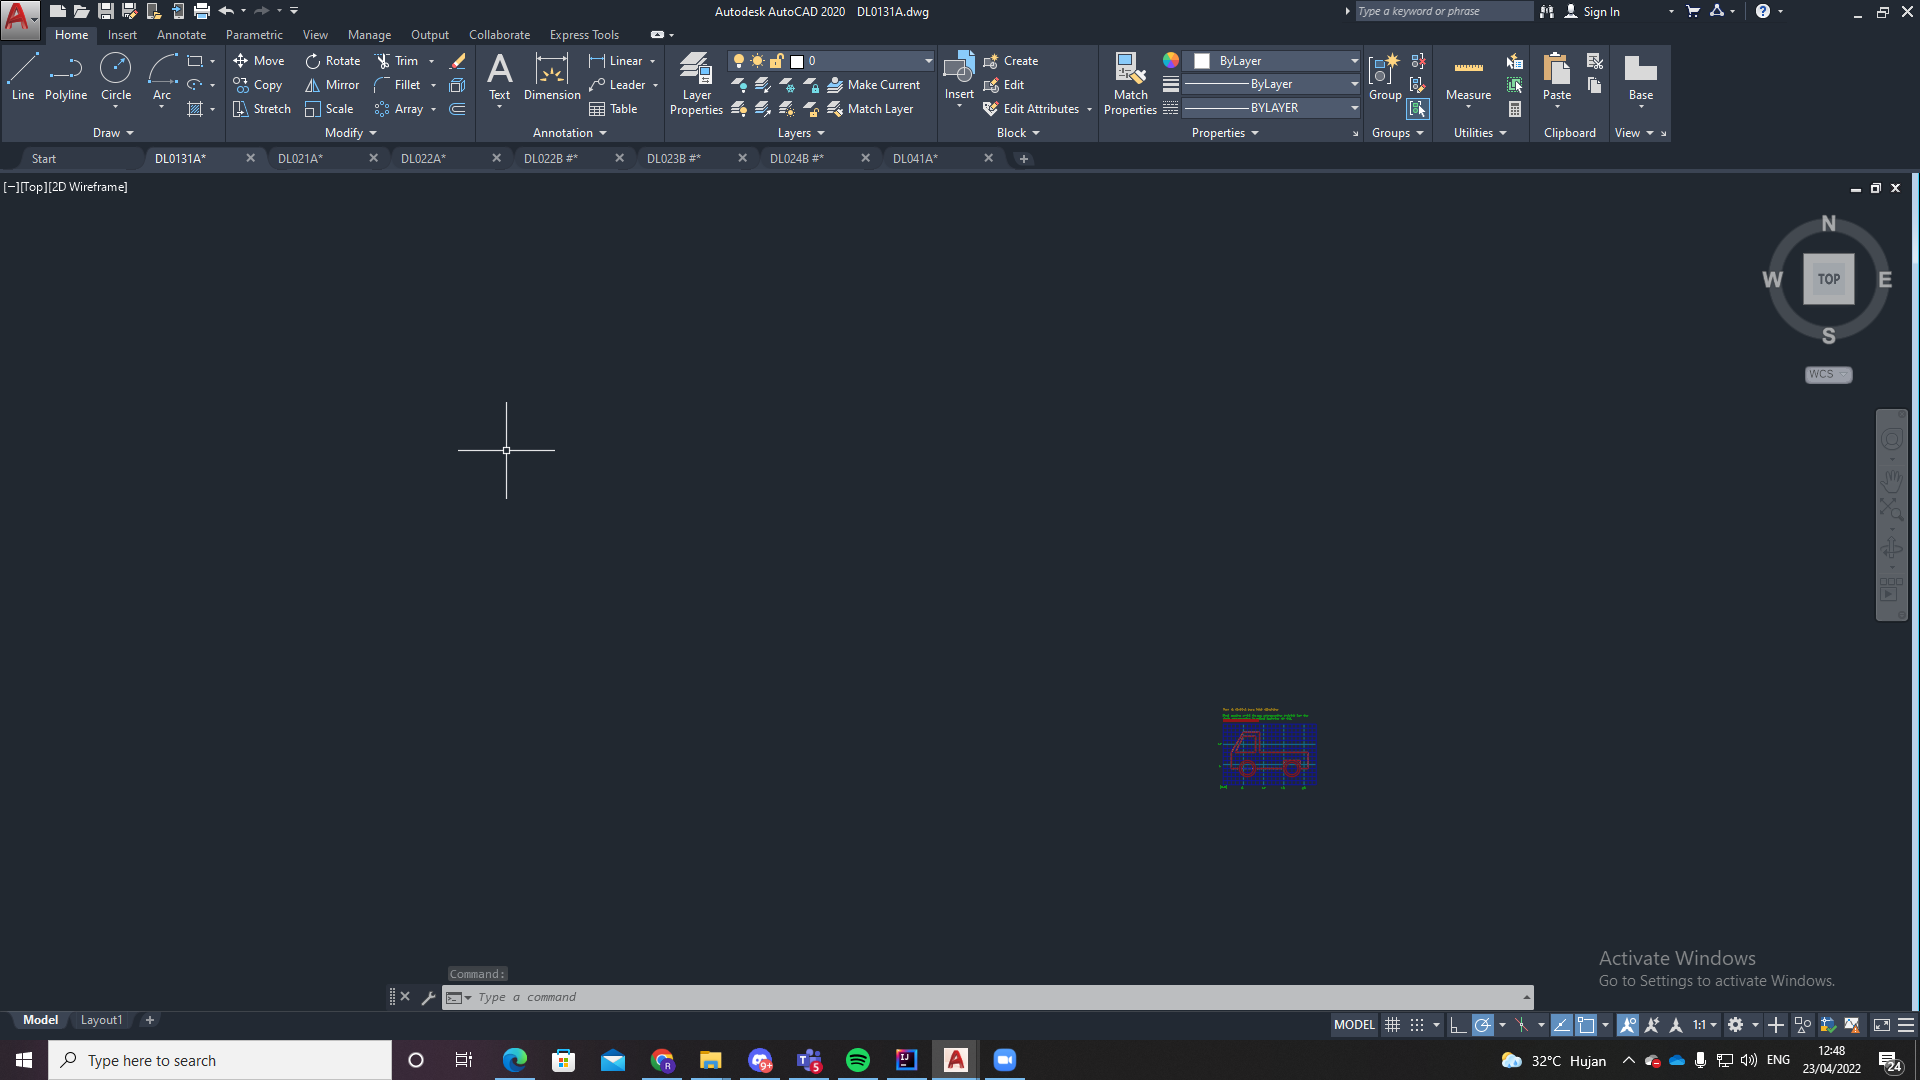 Autodesk AutoCAD 2020 DL0131A.dwg
Type a keyword or phrase
Sign In
Home Insert Annotate Parametric View Manage Output Collaborate Express Tools
Line
Polyline
Circle
Arc
Draw
Move Rotate Trim
Copy Mirror Fillet
Stretch Scale Array
Modify
Text
Dimension
Linear
Leader
Table
Annotation
Layer
Properties
0
Make Current
Match Layer
Layers
Insert
Create
Edit
Edit Attributes
Block
Match
Properties
ByLayer
ByLayer
BYLAYER
Properties
Group
Groups
Measure
Utilities
Paste
Clipboard
Base
View
Start DL0131A* DL021A* DL022A* DL022B #* DL023B #* DL024B #* DL041A*
[−][Top][2D Wireframe]
N
W TOP E
S
WCS
Activate Windows
Go to Settings to activate Windows.
Command:
Type a command
Model Layout1
MODEL 1:1
Type here to search
9+
5
32°C Hujan
ENG
12:48
23/04/2022
24